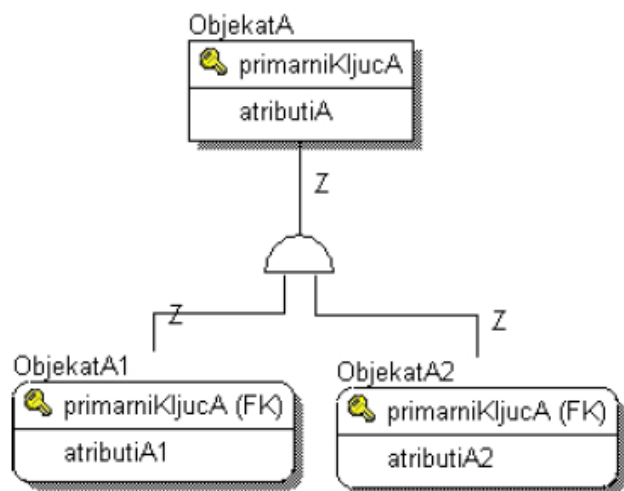 ObjekatA
primarniKljucA
atributiA
Z
Z
Z
ObjekatA1
primarniKljucA (FK)
atributiA1
ObjekatA2
primarniKljucA (FK)
atributiA2